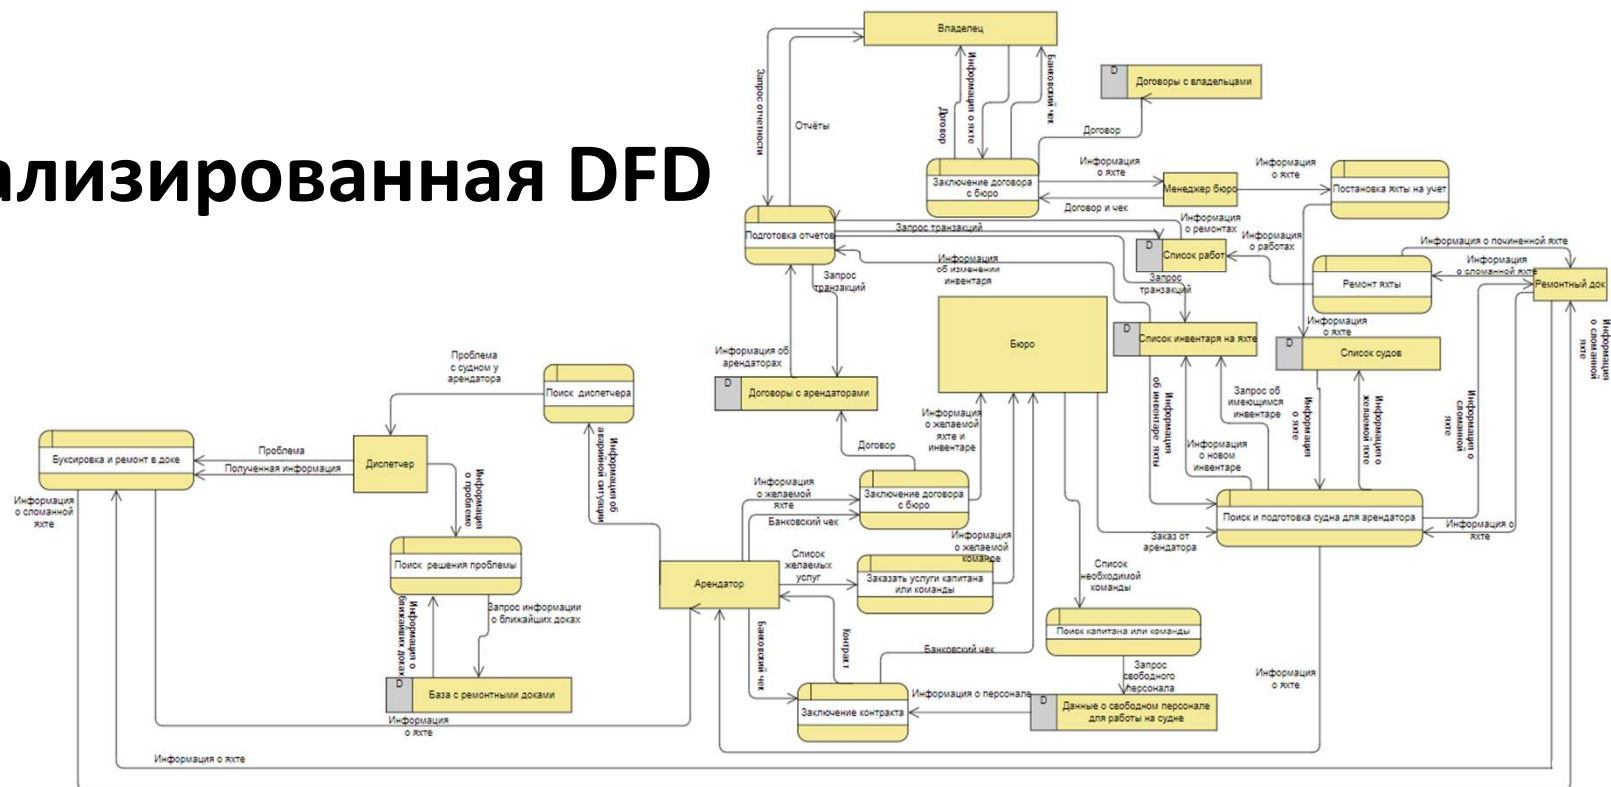 ализированная DFD
Владелец
Запрос отчетности
Отчёты
Договор
Информация о яхте
Банковский чек
D
Договоры с владельцами
Договор
Заключение договора
с бюро
Информация
о яхте
Договор и чек
Менеджер бюро
Информация
о яхте
Постановка яхты на учет
Подготовка отчетов
Запрос транзакций
Информация
о ремонтах
D
Список работ
Информация
о работах
Информация о починенной яхте
Информация
о сломанной яхте
Ремонт яхты
Ремонтный док
Информация
о сломанной
яхте
Запрос
транзакций
Информация
об изменении
инвентаря
Запрос
транзакций
Бюро
D
Список инвентаря на яхте
Информация
о яхте
D
Список судов
Информация об
арендаторах
D
Договоры с арендаторами
Проблема
с судном у
арендатора
Поиск диспетчера
Информация об
аварийной ситуации
Договор
Информация
о желаемой
яхте и
инвентаре
Информация
об инвентаре яхты
Запрос об
имеющимся
инвентаре
Информация
о новом
инвентаре
Информация
о яхте
Информация о
желаемой яхте
Информация о
сломанной
яхте
Буксировка и ремонт в доке
Проблема
Полученная информация
Диспетчер
Информация
о проблеме
Информация
о сломанной
яхте
Информация
о желаемой
яхте
Банковский чек
Заключение договора
с бюро
Поиск и подготовка судна для арендатора
Информация о
яхте
Заказ от
арендатора
Информация
о желаемой
команде
Список
желаемых
услуг
Поиск решения проблемы
Арендатор
Заказать услуги капитана
или команды
Список
необходимой
команды
Информация о
ближайших доках
Запрос информации
о ближайших доках
Поиск капитана или команды
Банковский чек
Контракт
Банковский чек
Запрос
свободного
персонала
Информация
о яхте
D
База с ремонтными доками
Заключение контракта
Информация о персонале
D
Данные о свободном персонале
для работы на судне
Информация
о яхте
Информация о яхте